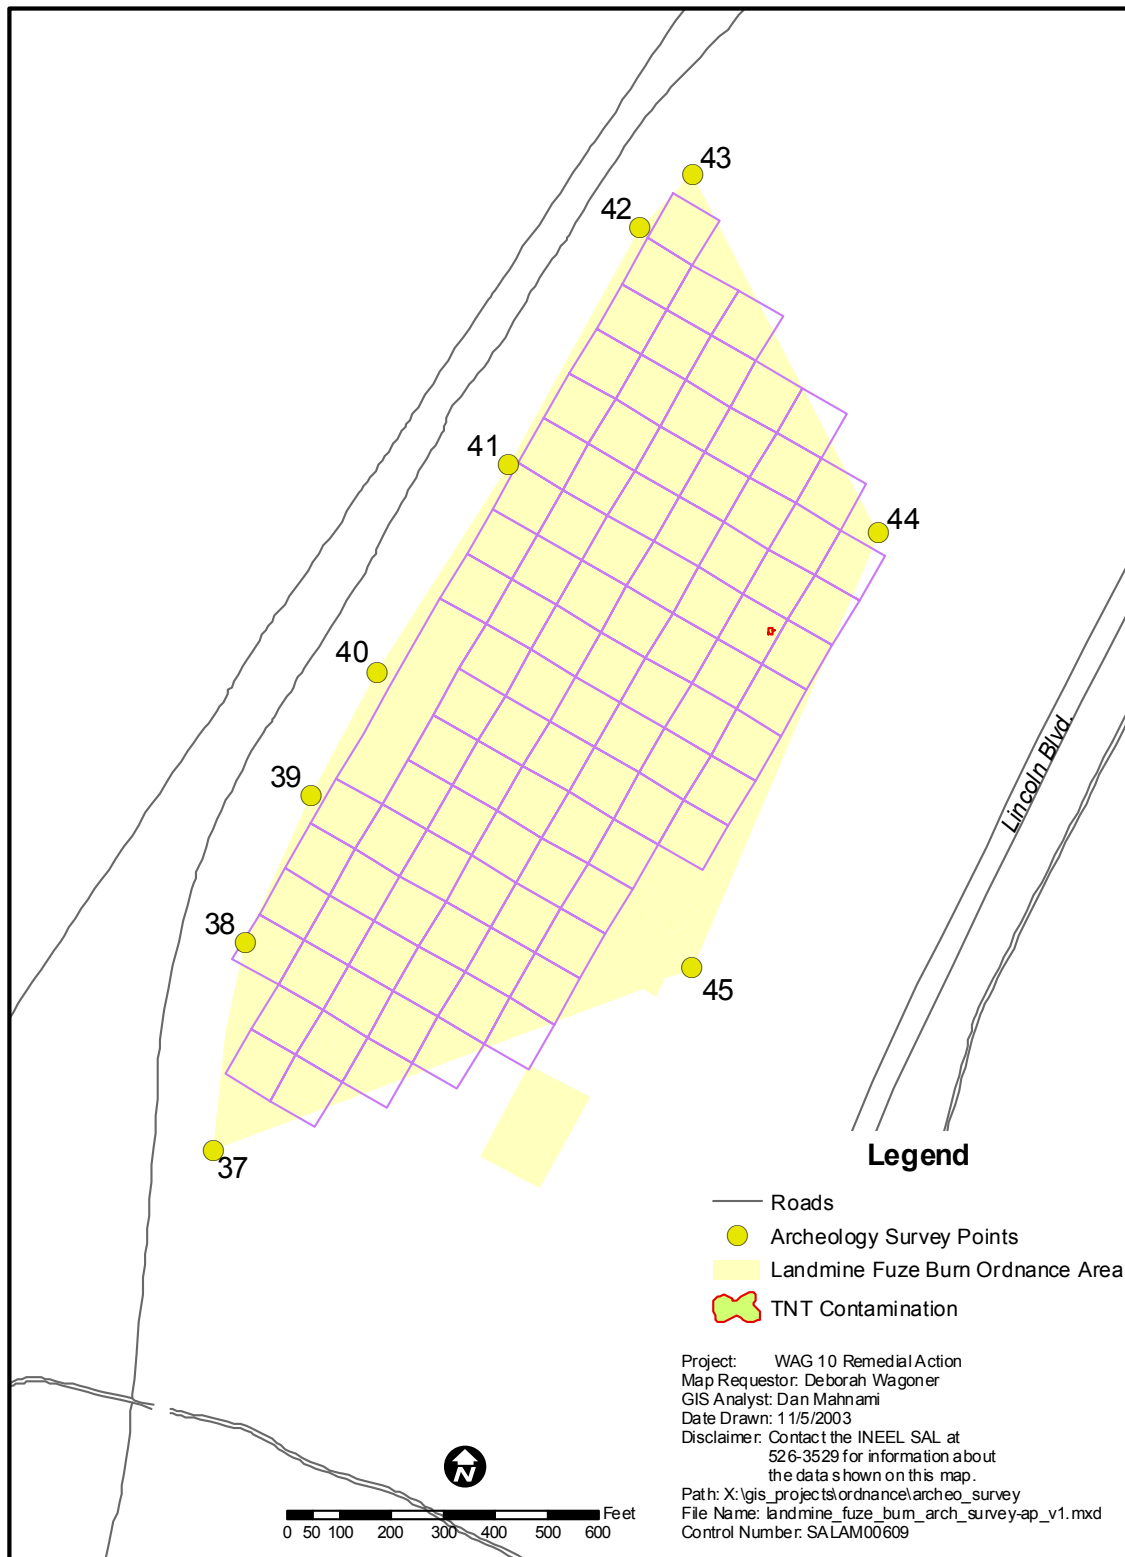 43
42
41
44
40
39
38
45
37
Lincoln Blvd.
Legend
Roads
Archeology Survey Points
Landmine Fuze Burn Ordnance Area
TNT Contamination
Project: WAG 10 Remedial Action
Map Requestor: Deborah Wagoner
GIS Analyst: Dan Mahnami
Date Drawn: 11/5/2003
Disclaimer: Contact the INEEL SAL at
526-3529 for information about
the data shown on this map.
Path: X:\gis_projects\ordnance\archeo_survey
File Name: landmine_fuze_burn_arch_survey-ap_v1.mxd
Control Number: SALAM00609
N
Feet
0 50 100 200 300 400 500 600